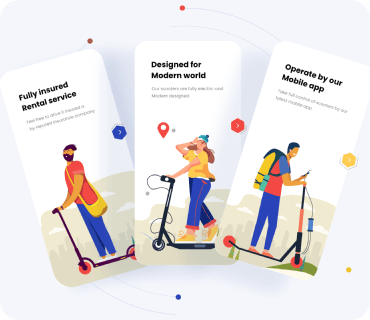 Fully insured
Rental service
Feel free to drive it insured is
by Record Insurance company
Designed for
Modern world
Our scooters are fully electric and
Modern designed.
Operate by our
Mobile app
Take full control of scooters by our
latest mobile app